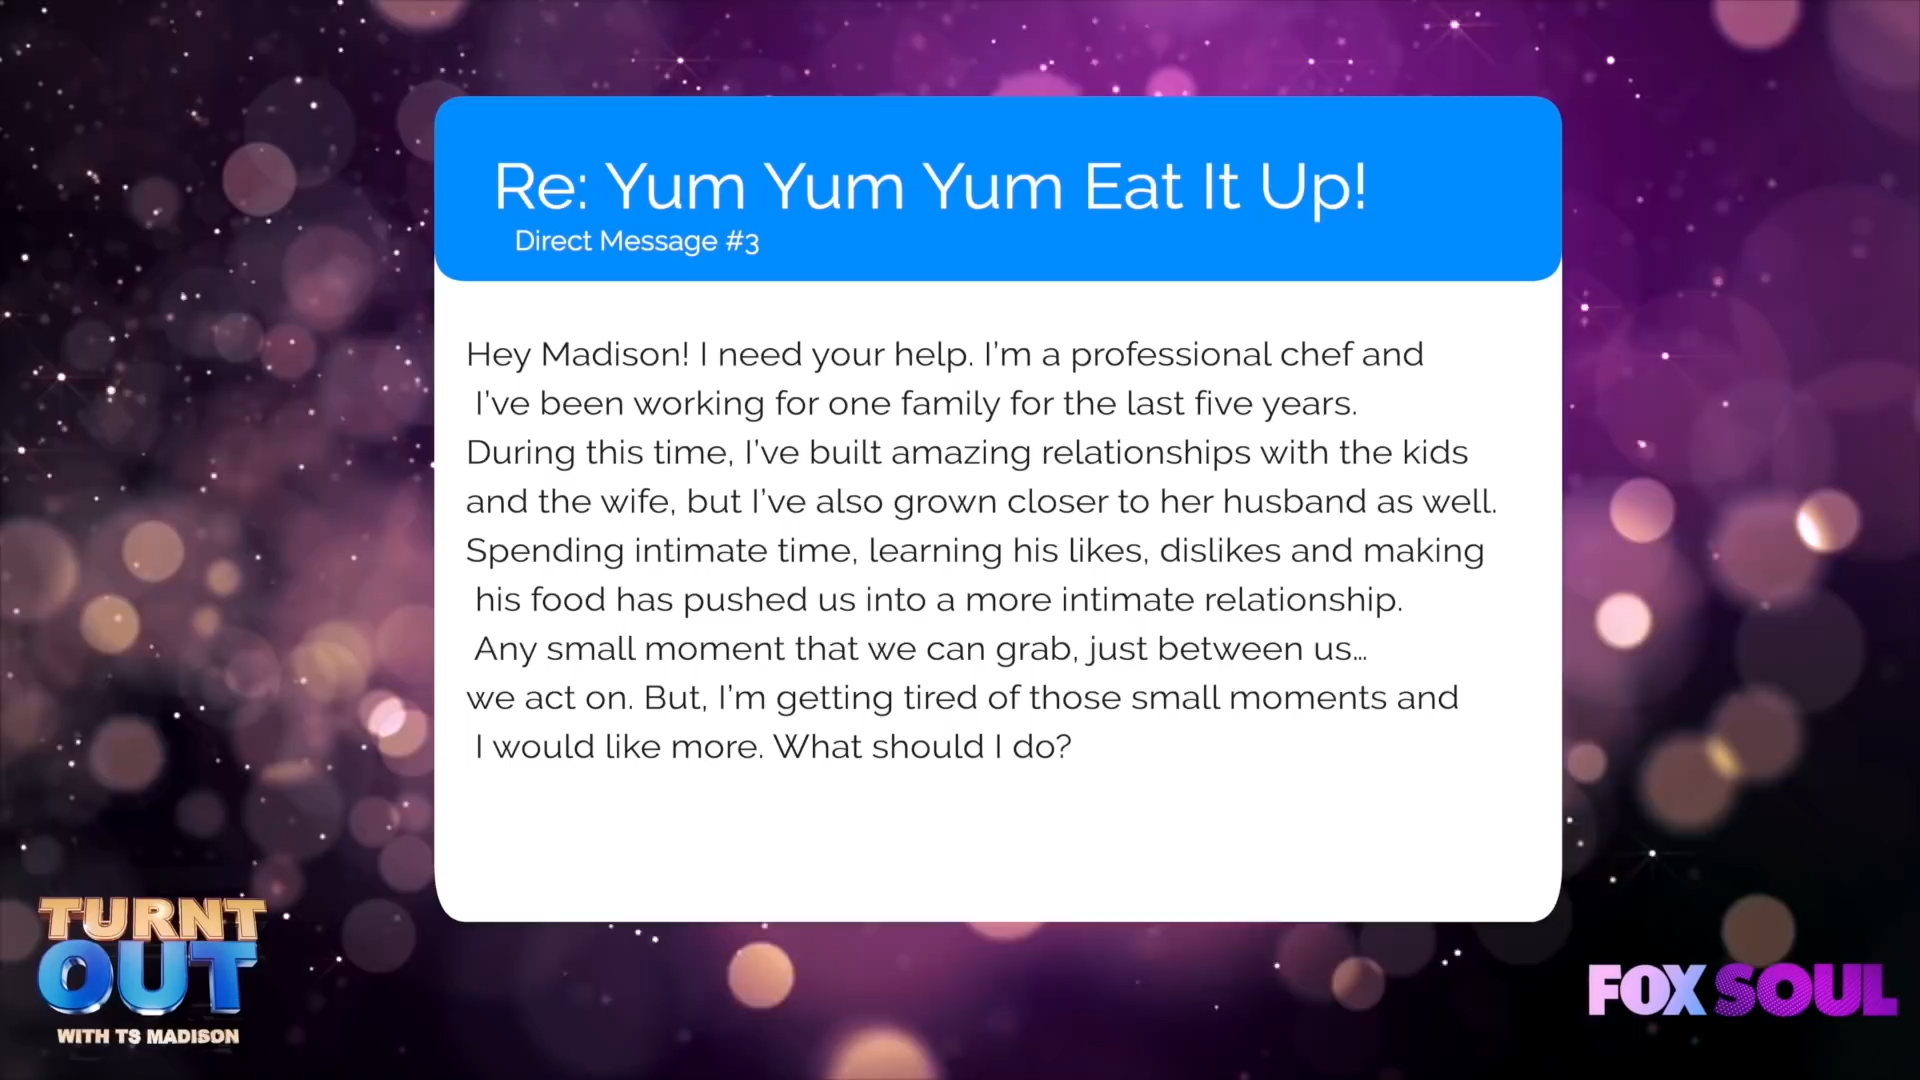 Re: Yum Yum Yum Eat It Up!
Direct Message #3
Hey Madison! I need your help. I'm a professional chef and
I've been working for one family for the last five years.
During this time, I've built amazing relationships with the kids
and the wife, but I've also grown closer to her husband as well.
Spending intimate time, learning his likes, dislikes and making
his food has pushed us into a more intimate relationship.
Any small moment that we can grab, just between us...
we act on. But, I'm getting tired of those small moments and
I would like more. What should I do?
TURNT
OUT
WITH TS MADISON
FOX SOUL